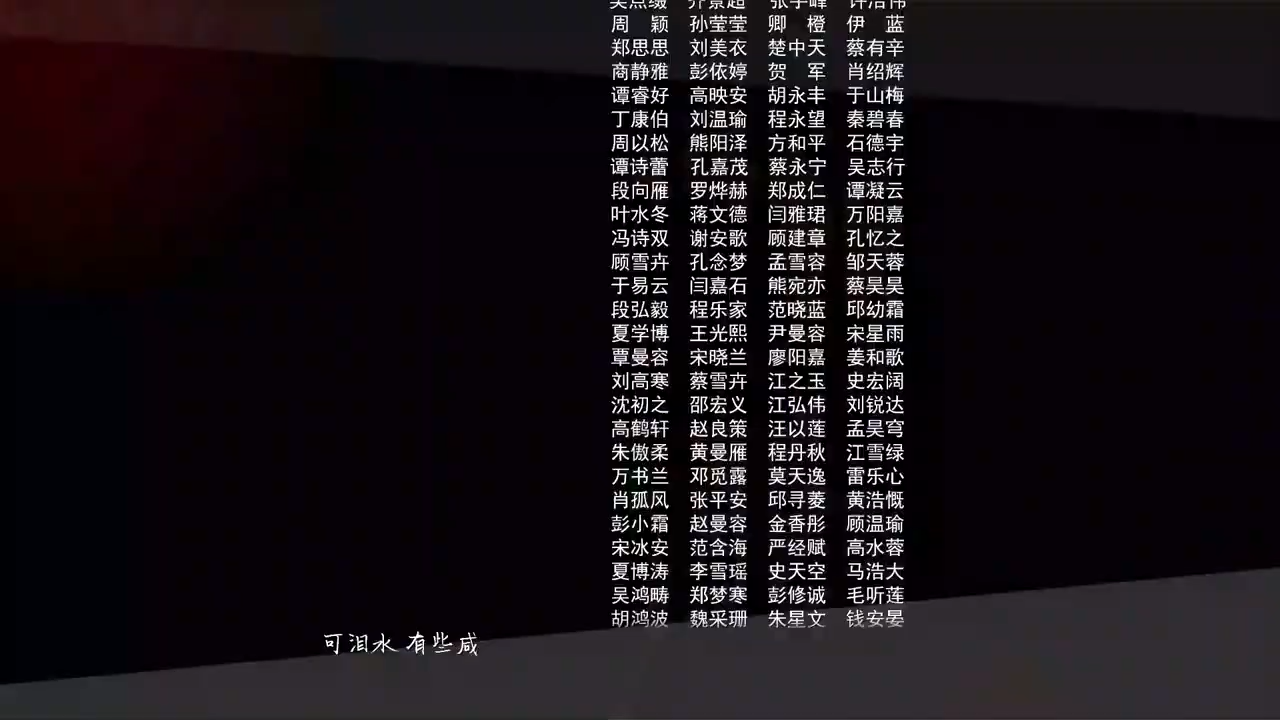 周　颖　孙莹莹　卿　橙　伊　蓝
郑思思　刘美衣　楚中天　蔡有辛
商静雅　彭依婷　贺　军　肖绍辉
谭睿好　高映安　胡永丰　于山梅
丁康伯　刘温瑜　程永望　秦碧春
周以松　熊阳泽　方和平　石德宇
谭诗蕾　孔嘉茂　蔡永宁　吴志行
段向雁　罗烨赫　郑成仁　谭凝云
叶水冬　蒋文德　闫雅珺　万阳嘉
冯诗双　谢安歌　顾建章　孔忆之
顾雪卉　孔念梦　孟雪容　邹天蓉
于易云　闫嘉石　熊宛亦　蔡昊昊
段弘毅　程乐家　范晓蓝　邱幼霜
夏学博　王光熙　尹曼容　宋星雨
覃曼容　宋晓兰　廖阳嘉　姜和歌
刘高寒　蔡雪卉　江之玉　史宏阔
沈初之　邵宏义　江弘伟　刘锐达
高鹤轩　赵良策　汪以莲　孟昊穹
朱傲柔　黄曼雁　程丹秋　江雪绿
万书兰　邓觅露　莫天逸　雷乐心
肖孤风　张平安　邱寻菱　黄浩慨
彭小霜　赵曼容　金香彤　顾温瑜
宋冰安　范含海　严经赋　高水蓉
夏博涛　李雪瑶　史天空　马浩大
吴鸿畴　郑梦寒　彭修诚　毛听莲
胡鸿波　魏采珊　朱星文　钱安晏
可泪水 有些咸